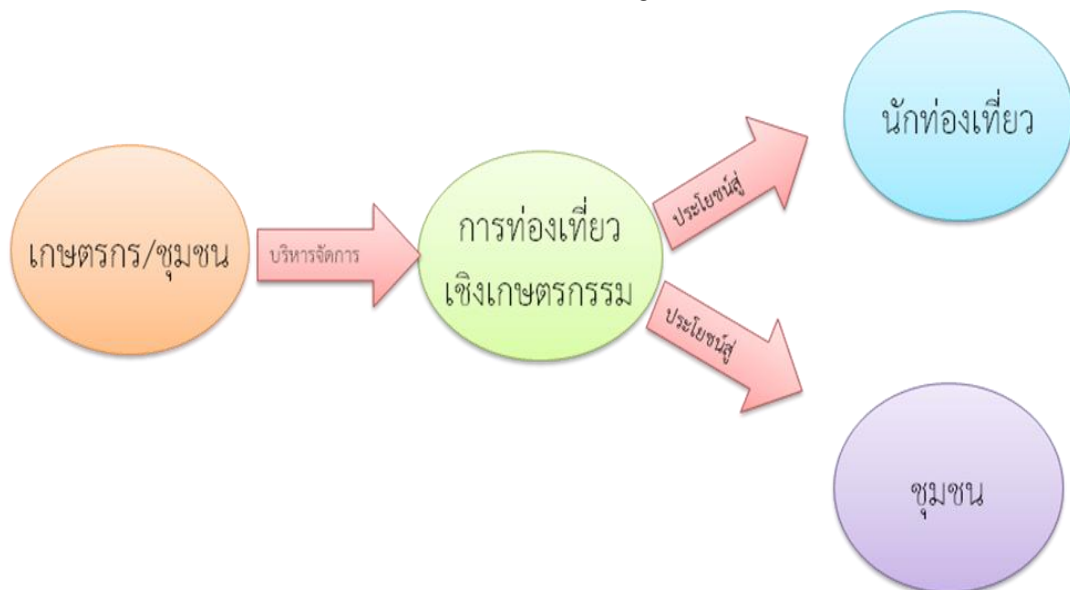 นักท่องเที่ยว
เกษตรกร/ชุมชน
บริหารจัดการ
การท่องเที่ยว
เชิงเกษตรกรรม
ประโยชน์สู่
ประโยชน์สู่
ชุมชน